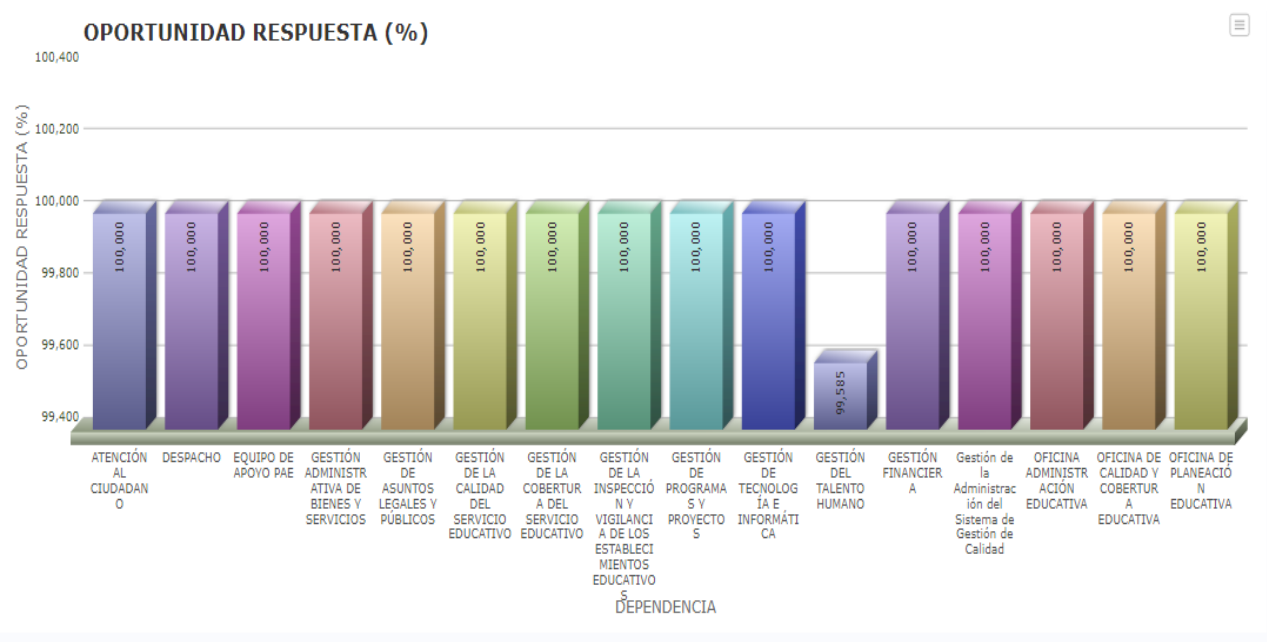 OPORTUNIDAD RESPUESTA (%)
OPORTUNIDAD RESPUESTA (%)
100,400
100,200
100,000
99,800
99,600
99,400
100,000
100,000
100,000
100,000
100,000
100,000
100,000
100,000
100,000
100,000
99,585
100,000
100,000
100,000
100,000
100,000
ATENCIÓN
AL
CIUDADAN
O
DESPACHO
EQUIPO DE
APOYO PAE
GESTIÓN
ADMINISTR
ATIVA DE
BIENES Y
SERVICIOS
GESTIÓN
DE
ASUNTOS
LEGALES Y
PÚBLICOS
GESTIÓN
DE LA
CALIDAD
DEL
SERVICIO
EDUCATIVO
GESTIÓN
DE LA
COBERTUR
A DEL
SERVICIO
EDUCATIVO
GESTIÓN
DE LA
INSPECCIÓ
N Y
VIGILANCI
A DE LOS
ESTABLECI
MIENTOS
EDUCATIVO
S
GESTIÓN
DE
PROGRAMA
S Y
PROYECTO
S
GESTIÓN
DE
TECNOLOG
ÍA E
INFORMÁTI
CA
GESTIÓN
DEL
TALENTO
HUMANO
GESTIÓN
FINANCIER
A
Gestión de
la
Administrac
ión del
Sistema de
Gestión de
Calidad
OFICINA
ADMINISTR
ACIÓN
EDUCATIVA
OFICINA DE
CALIDAD Y
COBERTUR
A
EDUCATIVA
OFICINA DE
PLANEACIÓ
N
EDUCATIVA
DEPENDENCIA